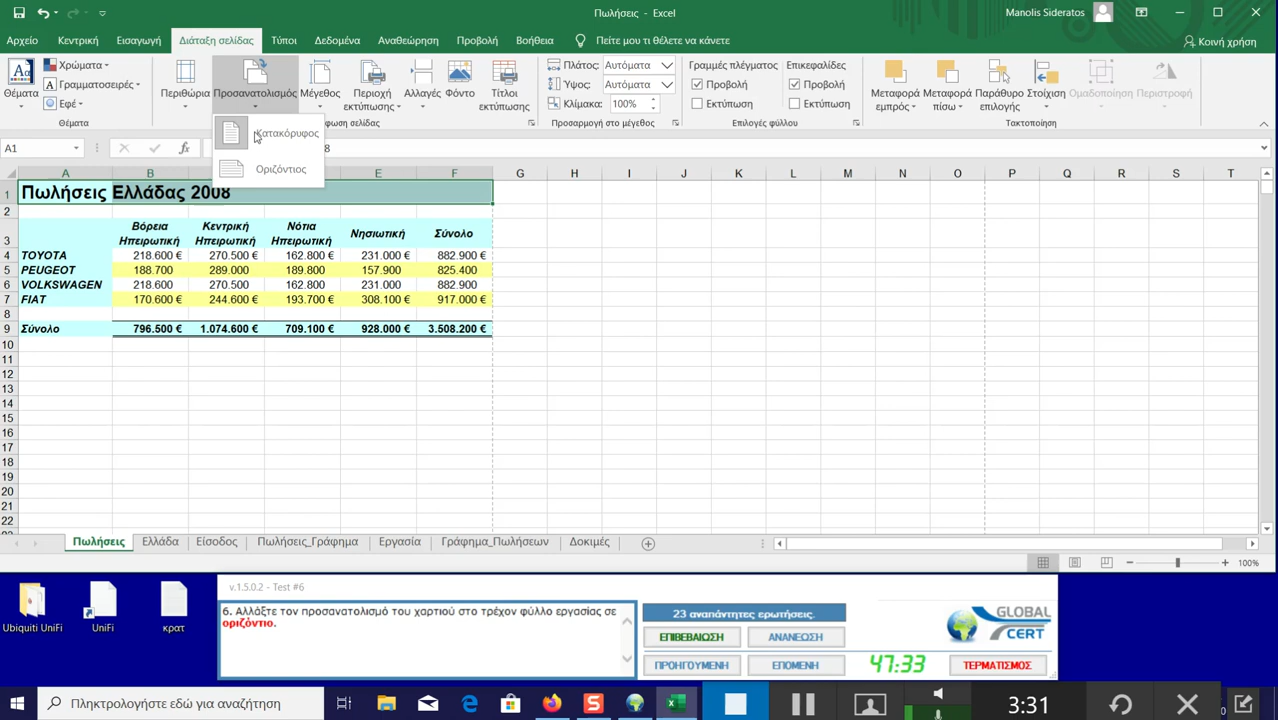 Πωλήσεις - Excel
Manolis Sideratos
Αρχείο Κεντρική Εισαγωγή Διάταξη σελίδας Τύποι Δεδομένα Αναθεώρηση Προβολή Βοήθεια Πείτε μου τι θέλετε να κάνετε
Κοινή χρήση
Θέματα
Χρώματα
Γραμματοσειρές
Εφέ
Θέματα
Περιθώρια
Προσανατολισμός
Μέγεθος
Περιοχή εκτύπωσης
Αλλαγές
Φόντο
Τίτλοι εκτύπωσης
φωση σελίδας
Πλάτος: Αυτόματα
Ύψος: Αυτόματα
Κλίμακα: 100%
Προσαρμογή στο μέγεθος
Γραμμές πλέγματος Επικεφαλίδες
Προβολή Προβολή
Εκτύπωση Εκτύπωση
Επιλογές φύλλου
Μεταφορά εμπρός
Μεταφορά πίσω
Παράθυρο επιλογής
Στοίχιση
Ομαδοποίηση
Περιστροφή
Τακτοποίηση
Κατακόρυφος
Οριζόντιος
A1 fx 8
A B C D E F G H I J K L M N O P Q R S T
1 Πωλήσεις Ελλάδας 2008
2
3 Βόρεια Ηπειρωτική Κεντρική Ηπειρωτική Νότια Ηπειρωτική Νησιωτική Σύνολο
4 TOYOTA 218.600 € 270.500 € 162.800 € 231.000 € 882.900 €
5 PEUGEOT 188.700 289.000 189.800 157.900 825.400
6 VOLKSWAGEN 218.600 270.500 162.800 231.000 882.900
7 FIAT 170.600 € 244.600 € 193.700 € 308.100 € 917.000 €
8
9 Σύνολο 796.500 € 1.074.600 € 709.100 € 928.000 € 3.508.200 €
10
11
12
13
14
15
16
17
18
19
20
21
22
Πωλήσεις Ελλάδα Είσοδος Πωλήσεις_Γράφημα Εργασία Γράφημα_Πωλήσεων Δοκιμές
100%
Ubiquiti UniFi
UniFi
κρατ
v.1.5.0.2 - Test #6
6. Αλλάξτε τον προσανατολισμό του χαρτιού στο τρέχον φύλλο εργασίας σε
οριζόντιο.
23 αναπάντητες ερωτήσεις.
ΕΠΙΒΕΒΑΙΩΣΗ ΑΝΑΝΕΩΣΗ
ΠΡΟΗΓΟΥΜΕΝΗ ΕΠΟΜΕΝΗ 47:33 ΤΕΡΜΑΤΙΣΜΟΣ
GLOBAL
CERT
Πληκτρολογήστε εδώ για αναζήτηση
3:31